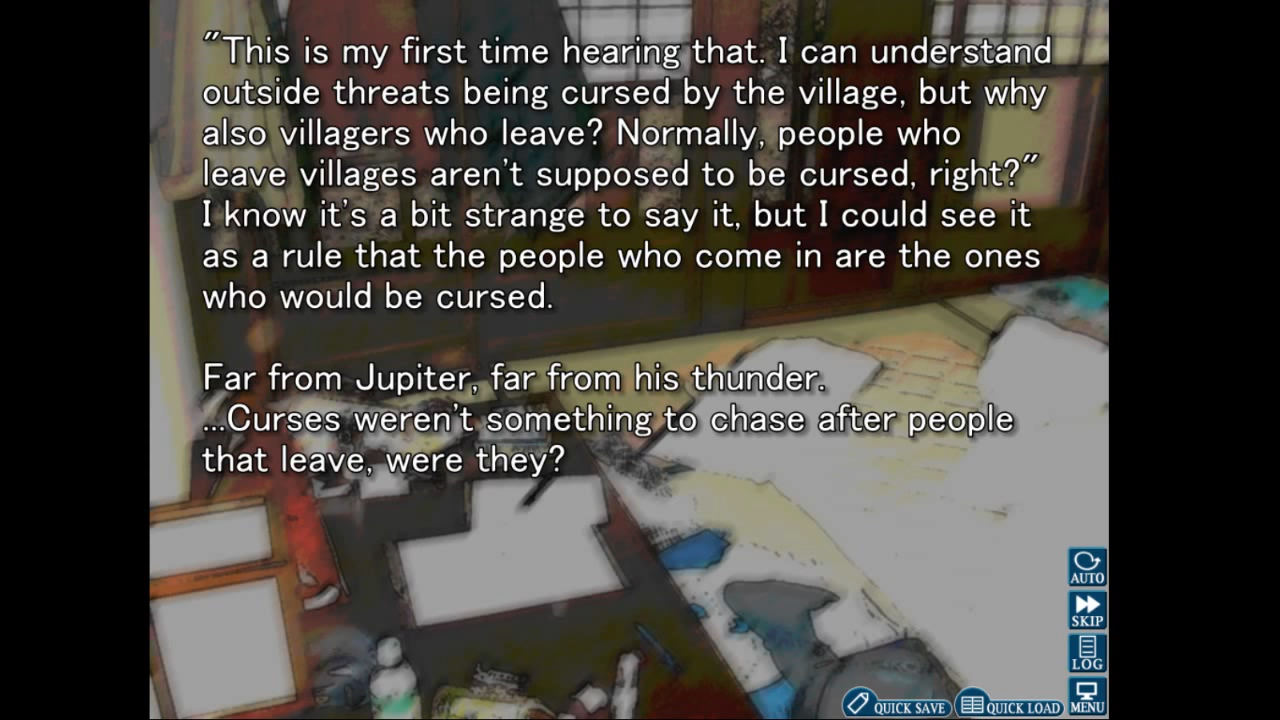 "This is my first time hearing that. I can understand
outside threats being cursed by the village, but why
also villagers who leave? Normally, people who
leave villages aren't supposed to be cursed, right?"
I know it's a bit strange to say it, but I could see it
as a rule that the people who come in are the ones
who would be cursed.
Far from Jupiter, far from his thunder.
...Curses weren't something to chase after people
that leave, were they?
AUTO
SKIP
LOG
MENU
QUICK SAVE
QUICK LOAD